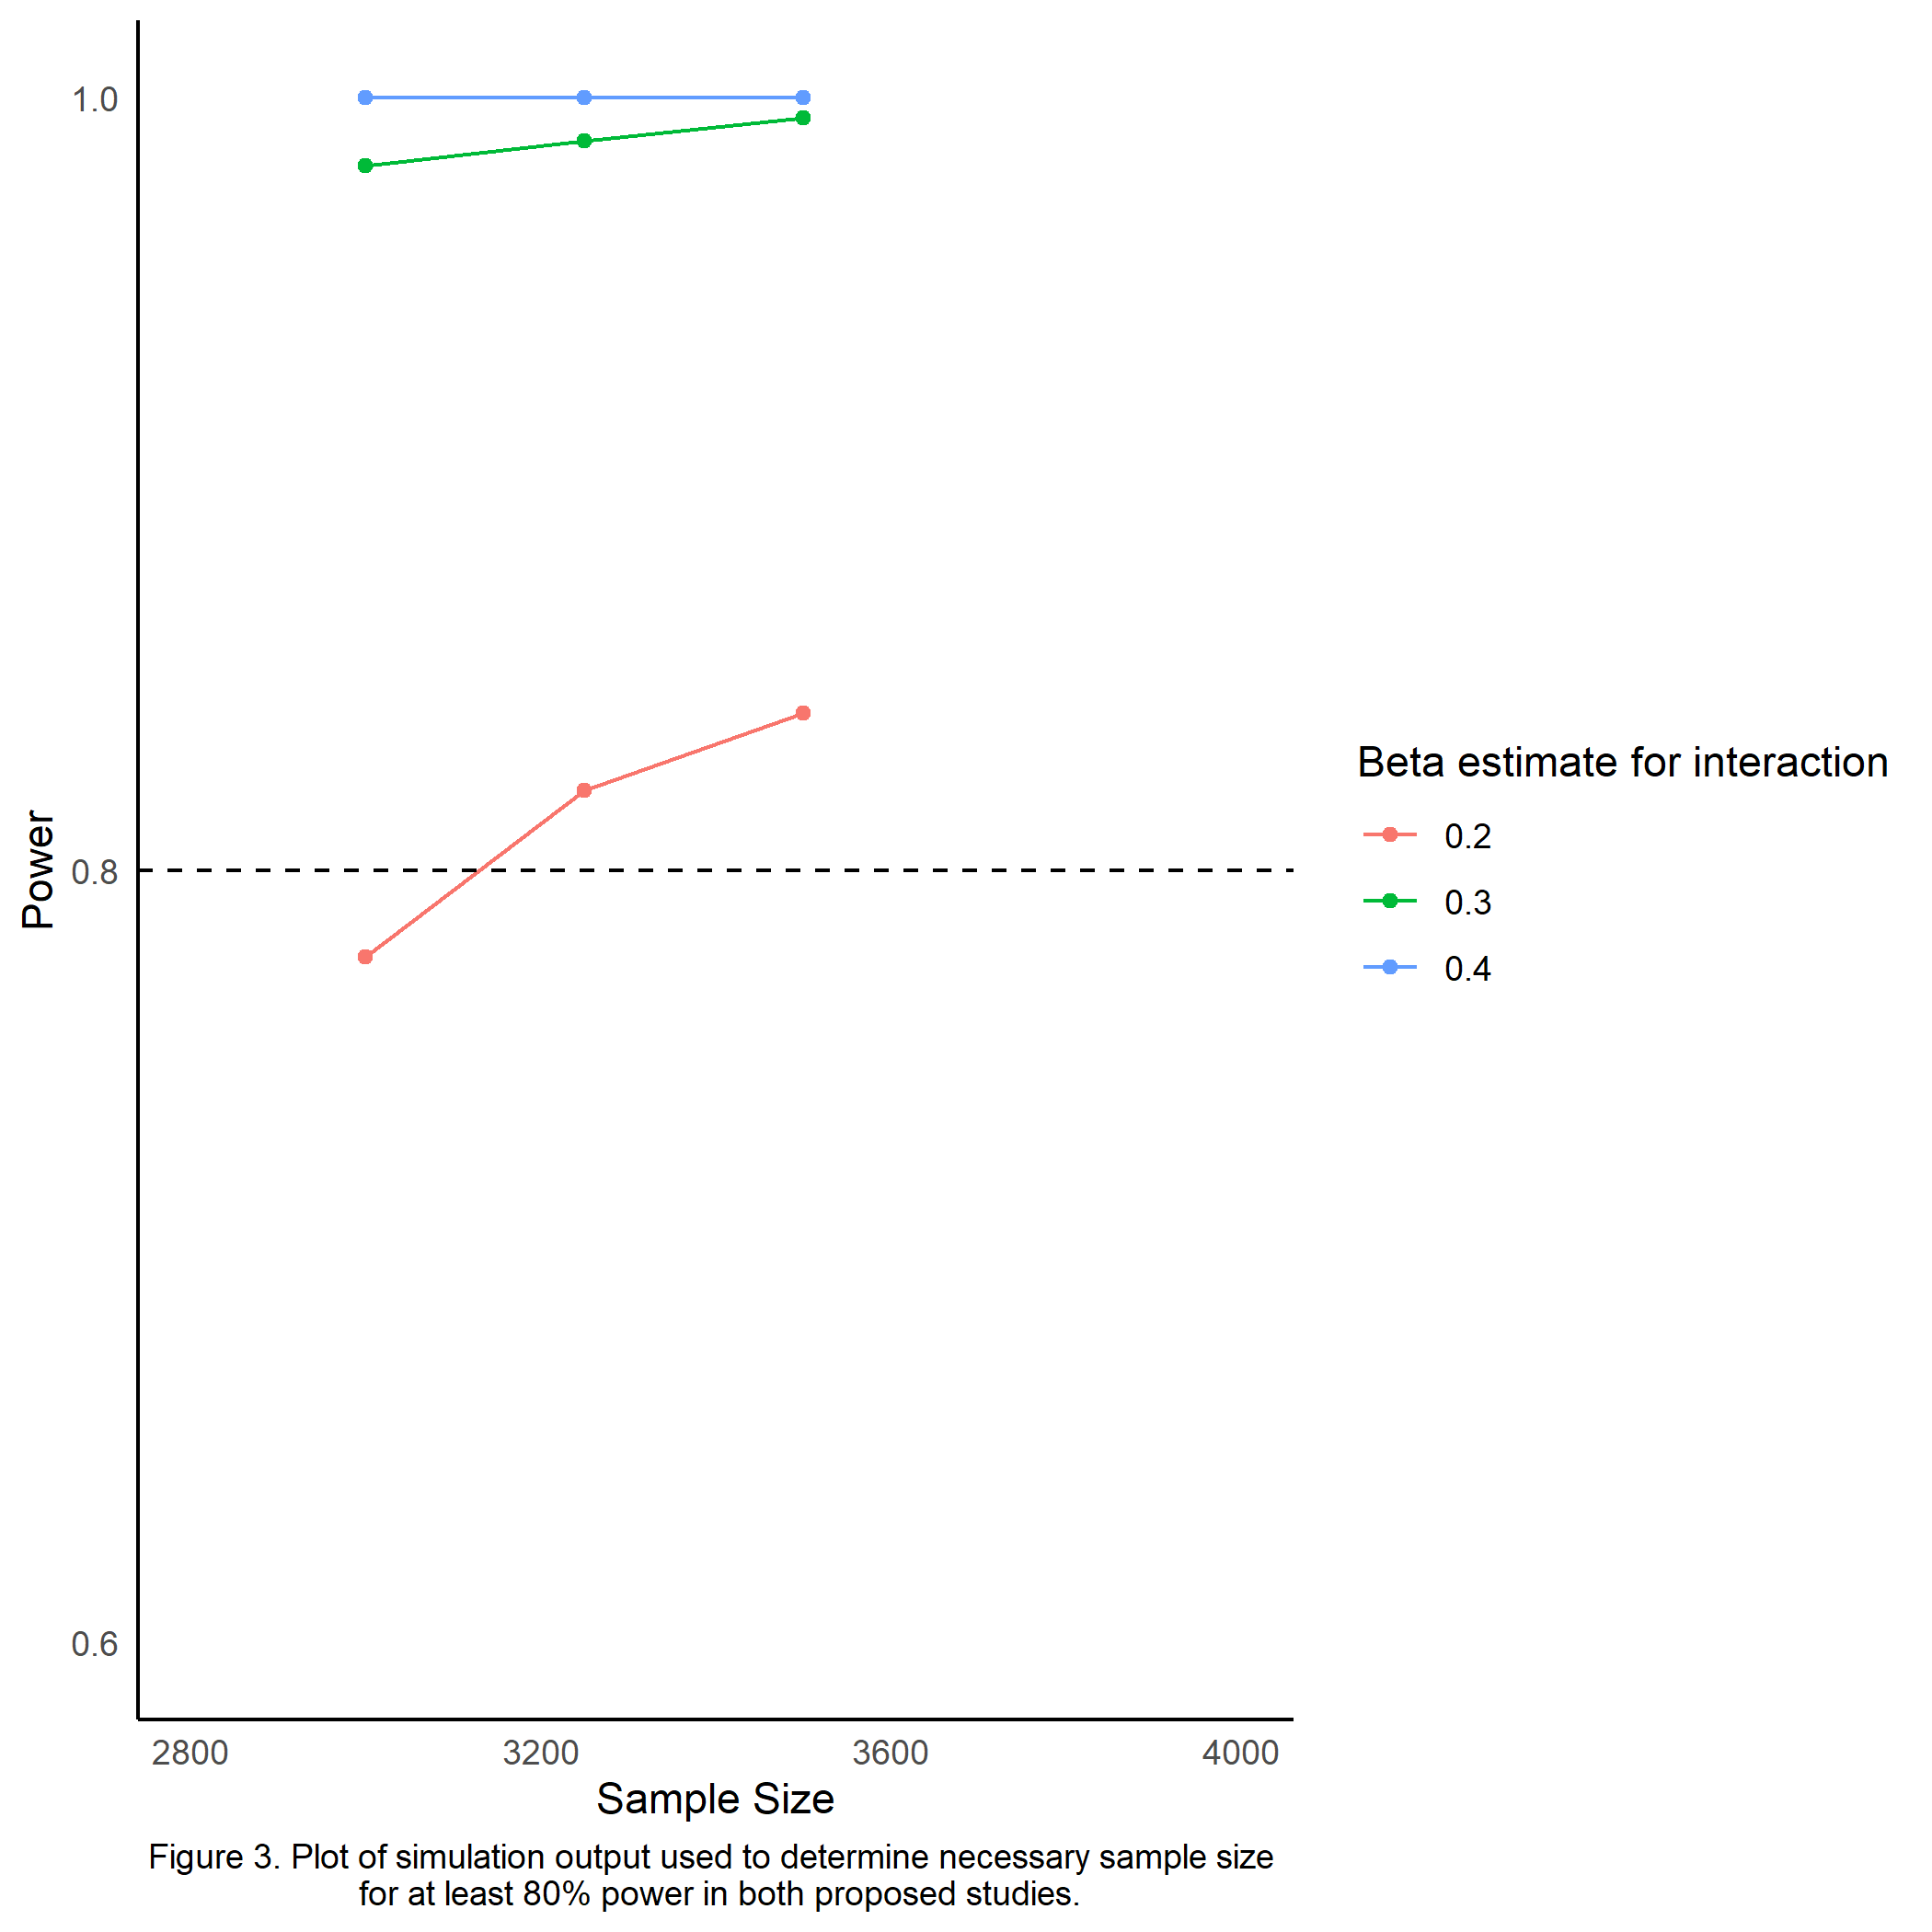 1.0
0.8
0.6
Power
2800 3200 3600 4000
Sample Size
Beta estimate for interaction
0.2
0.3
0.4
Figure 3. Plot of simulation output used to determine necessary sample size
for at least 80% power in both proposed studies.